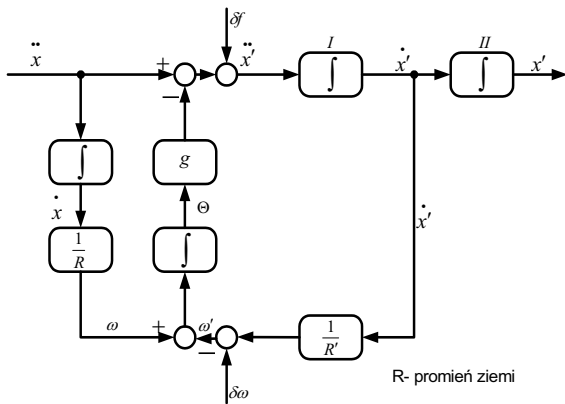 δf
ẍ
+
ẍ′
I
∫
ẋ′
II
∫
x′
−
∫
g
ẋ
Θ
ẋ′
1/R
∫
ω
+
ω′
−
1/R′
δω
R- promień ziemi